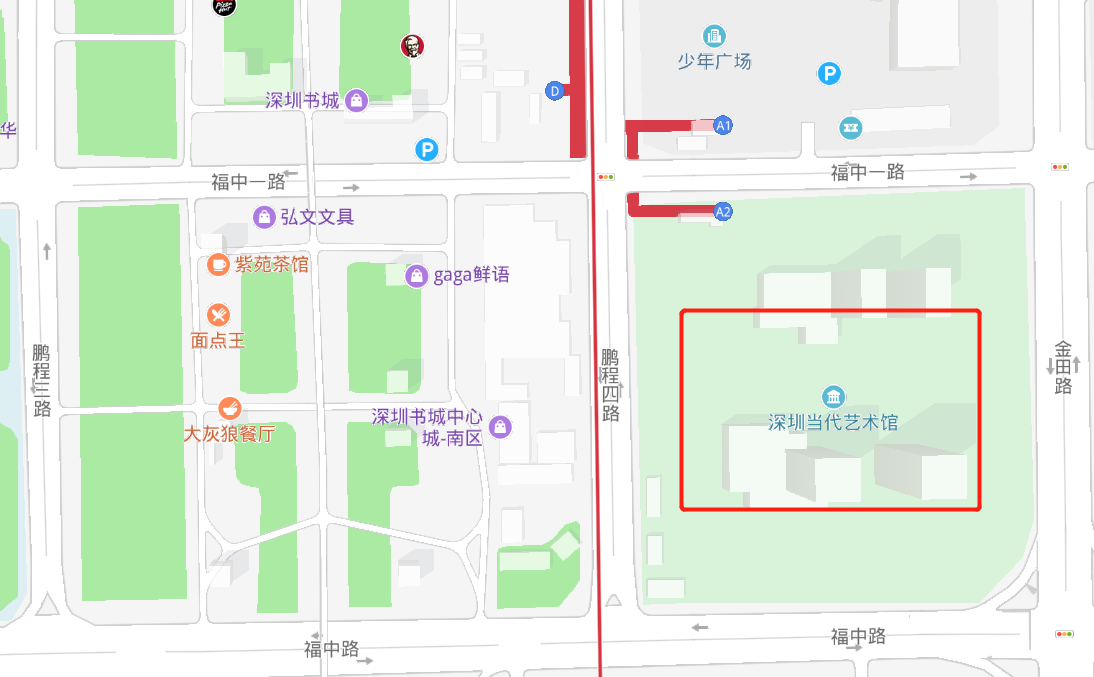 Pizza Hut
少年广场
P
D
深圳书城
A1
华
P
福中一路
福中一路
弘文文具
A2
紫苑茶馆
gaga鲜语
面点王
鹏程三路
鹏程四路
金田路
深圳当代艺术馆
大灰狼餐厅
深圳书城中心
城-南区
福中路
福中路